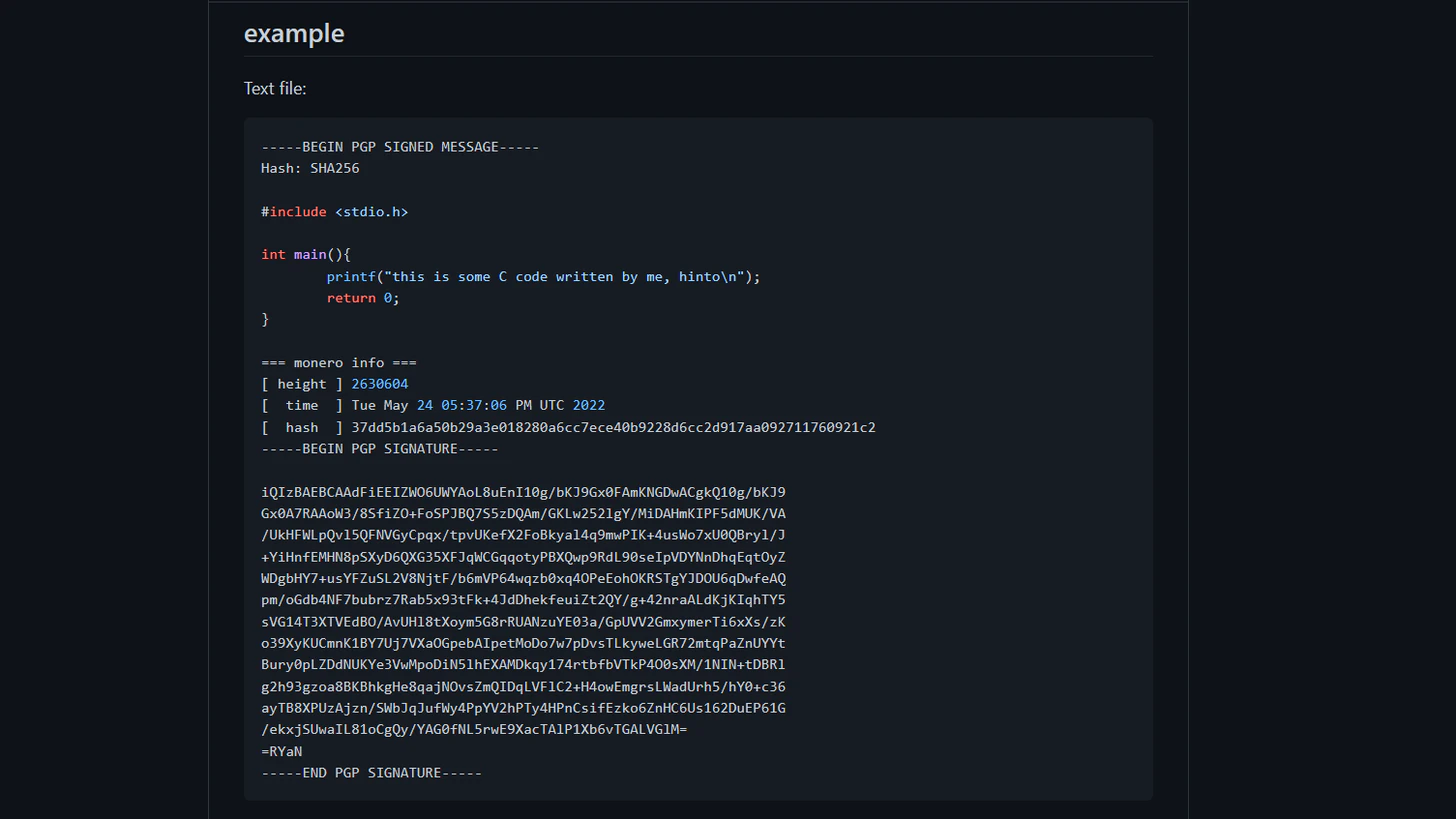 example
Text file:
-----BEGIN PGP SIGNED MESSAGE-----
Hash: SHA256
#include <stdio.h>
int main(){
        printf("this is some C code written by me, hinto\n");
        return 0;
}
=== monero info ===
[ height ] 2630604
[  time  ] Tue May 24 05:37:06 PM UTC 2022
[  hash  ] 37dd5b1a6a50b29a3e018280a6cc7ece40b9228d6cc2d917aa092711760921c2
-----BEGIN PGP SIGNATURE-----
iQIzBAEBCAAdFiEEIZWO6UWYAoL8uEnI10g/bKJ9Gx0FAmKNGDwACgkQ10g/bKJ9
Gx0A7RAAoW3/8SfiZO+FoSPJBQ7S5zDQAm/GKLw252lgY/MiDAHmKIPF5dMUK/VA
/UkHFWLpQvl5QFNVGyCpqx/tpvUKefX2FoBkyal4q9mwPIK+4usWo7xU0QBryl/J
+YiHnfEMHN8pSXyD6QXG35XFJqWCGqqotyPBXQwp9RdL90seIpVDYNnDhqEqtOyZ
WDgbHY7+usYFZuSL2V8NjtF/b6mVP64wqzb0xq4OPeEohOKRSTgYJDOU6qDwfeAQ
pm/oGdb4NF7bubrz7Rab5x93tFk+4JdDhekfeuiZt2QY/g+42nraALdKjKIqhTY5
sVG14T3XTVEdBO/AvUHl8tXoym5G8rRUANzuYE03a/GpUVV2GmxymerTi6xXs/zK
o39XyKUCmnK1BY7Uj7VXaOGpebAIpetMoDo7w7pDvsTLkyweLGR72mtqPaZnUYYt
Bury0pLZDdNUKYe3VwMpoDiN5lhEXAMDkqy174rtbfbVTkP4O0sXM/1NIN+tDBRl
g2h93gzoa8BKBhkgHe8qajNOvsZmQIDqLVFlC2+H4owEmgrsLWadUrh5/hY0+c36
ayTB8XPUzAjzn/SWbJqJufWy4PpYV2hPTy4HPnCsifEzko6ZnHC6Us162DuEP61G
/ekxjSUwaIL81oCgQy/YAG0fNL5rwE9XacTAlP1Xb6vTGALVGlM=
=RYaN
-----END PGP SIGNATURE-----